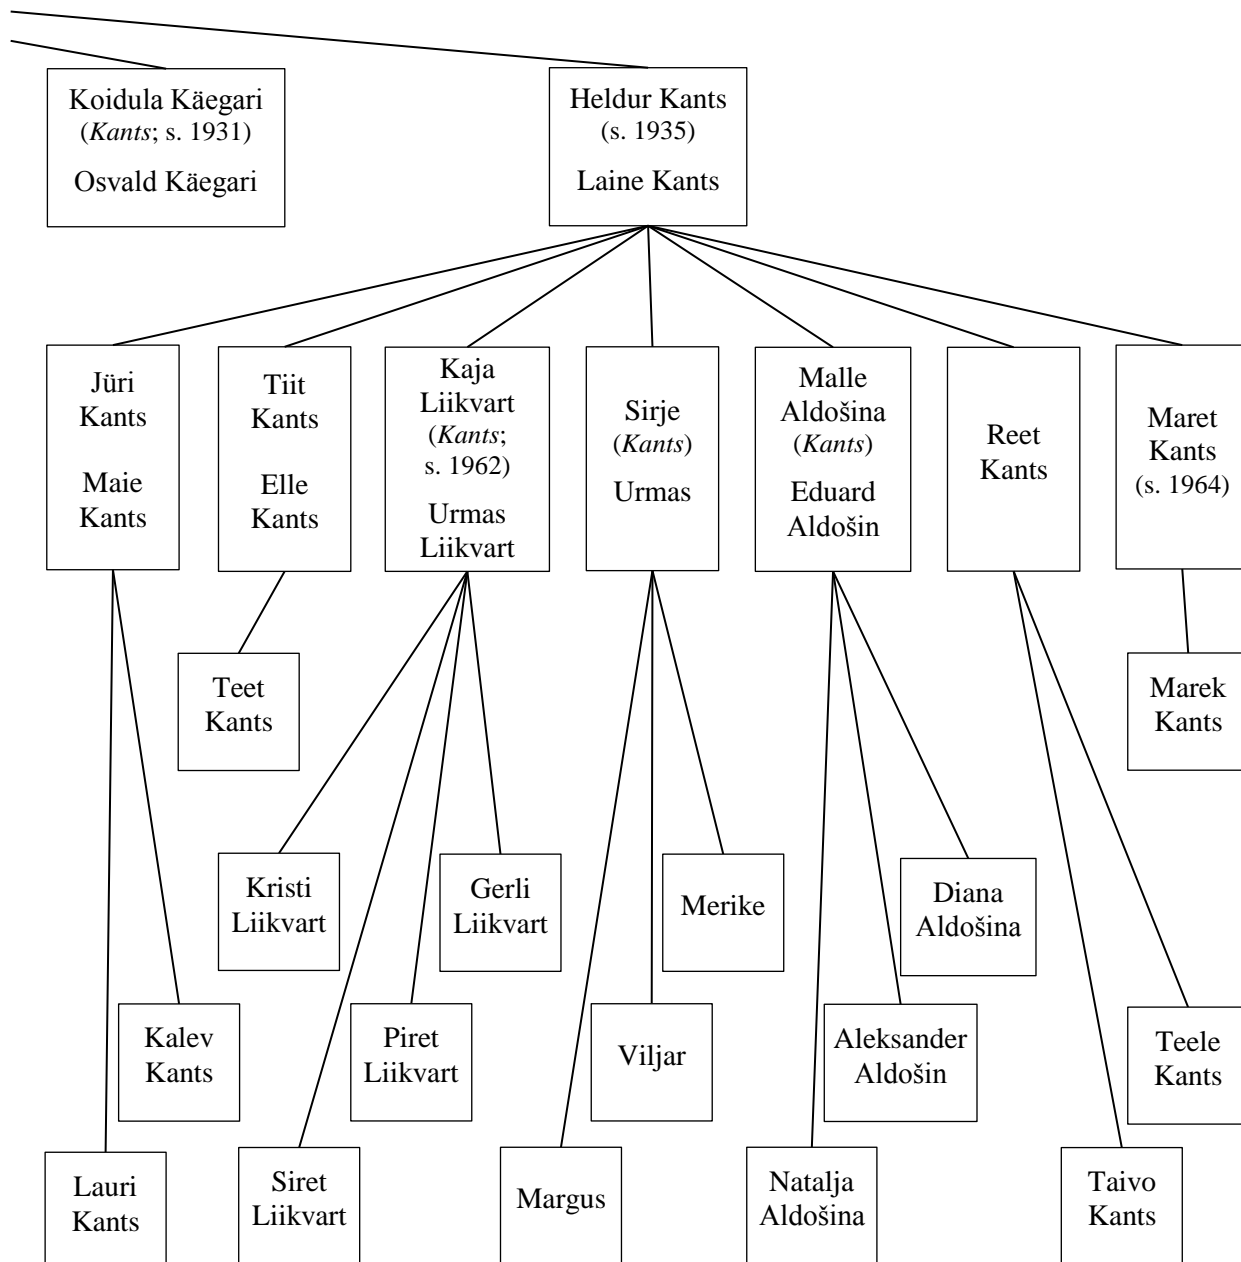 Koidula Käegari
(Kants; s. 1931)
Osvald Käegari
Heldur Kants
(s. 1935)
Laine Kants
Jüri
Kants
Maie
Kants
Tiit
Kants
Elle
Kants
Kaja
Liikvart
(Kants;
s. 1962)
Urmas
Liikvart
Sirje
(Kants)
Urmas
Malle
Aldošina
(Kants)
Eduard
Aldošin
Reet
Kants
Maret
Kants
(s. 1964)
Teet
Kants
Marek
Kants
Kristi
Liikvart
Gerli
Liikvart
Merike
Diana
Aldošina
Kalev
Kants
Piret
Liikvart
Viljar
Aleksander
Aldošin
Teele
Kants
Lauri
Kants
Siret
Liikvart
Margus
Natalja
Aldošina
Taivo
Kants